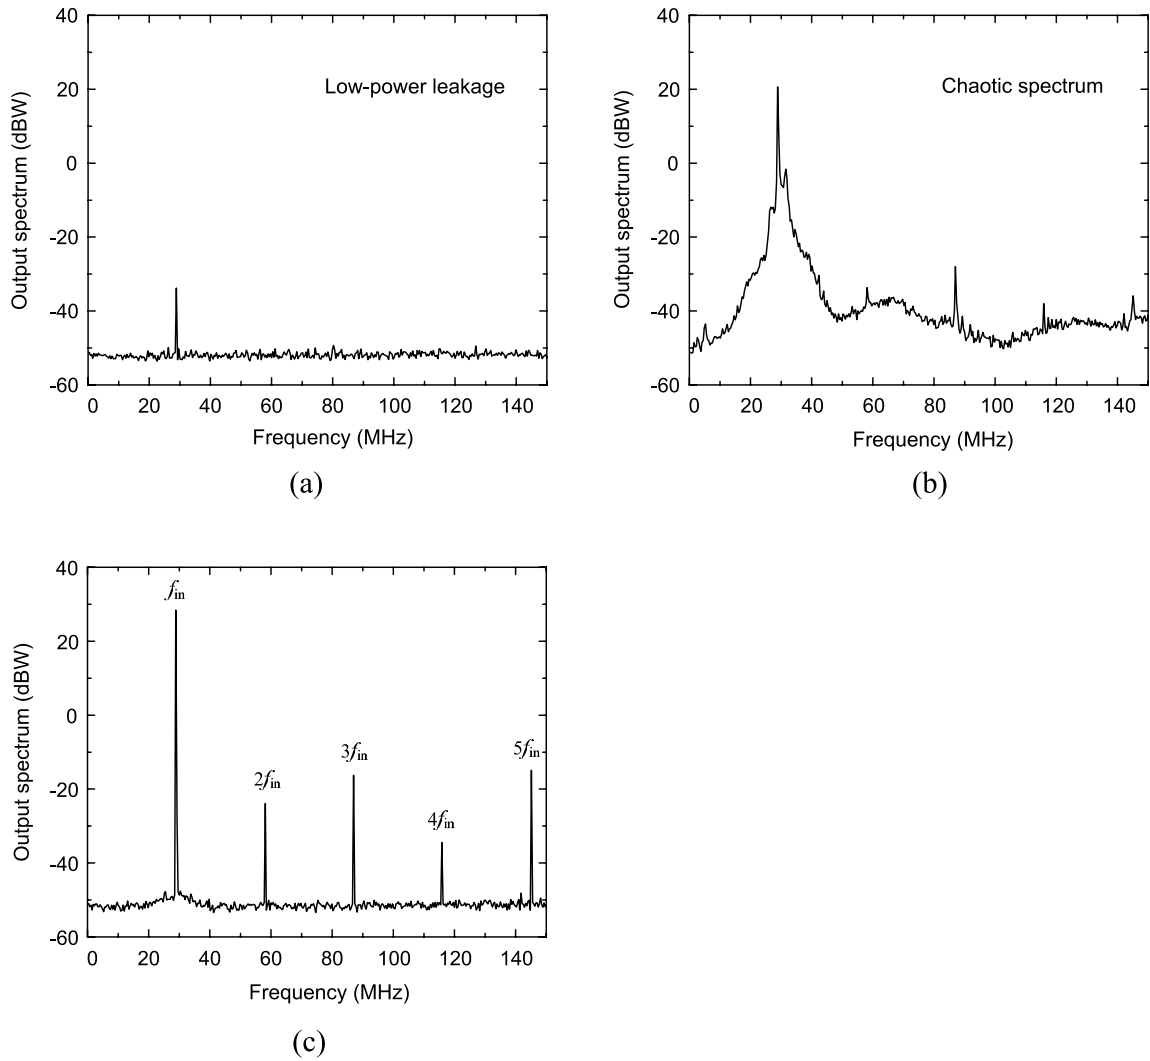 40
20
0
-20
-40
-60
Output spectrum (dBW)
Low-power leakage
0 20 40 60 80 100 120 140
Frequency (MHz)
(a)
40
20
0
-20
-40
-60
Output spectrum (dBW)
Chaotic spectrum
0 20 40 60 80 100 120 140
Frequency (MHz)
(b)
40
20
0
-20
-40
-60
Output spectrum (dBW)
fin
2fin
3fin
4fin
5fin
0 20 40 60 80 100 120 140
Frequency (MHz)
(c)